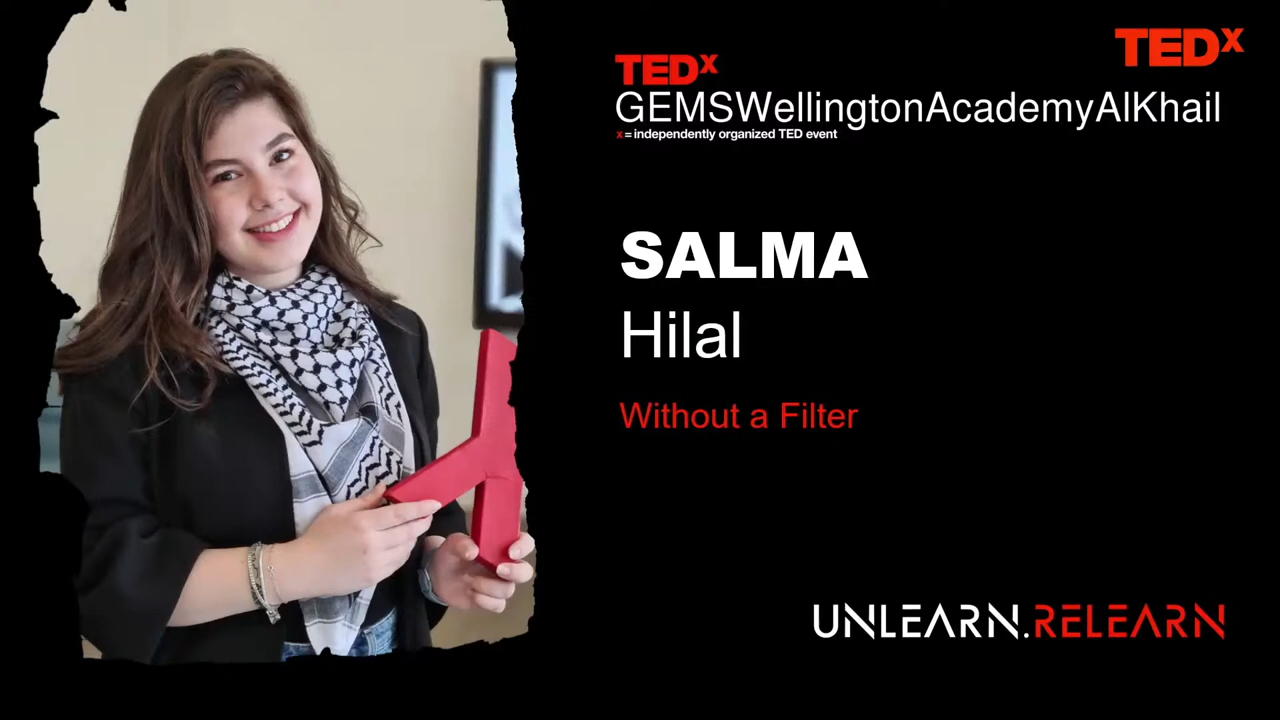 TEDx
TEDx
GEMSWellingtonAcademyAlKhail
x = independently organized TED event
SALMA
Hilal
Without a Filter
UNLEARN.RELEARN